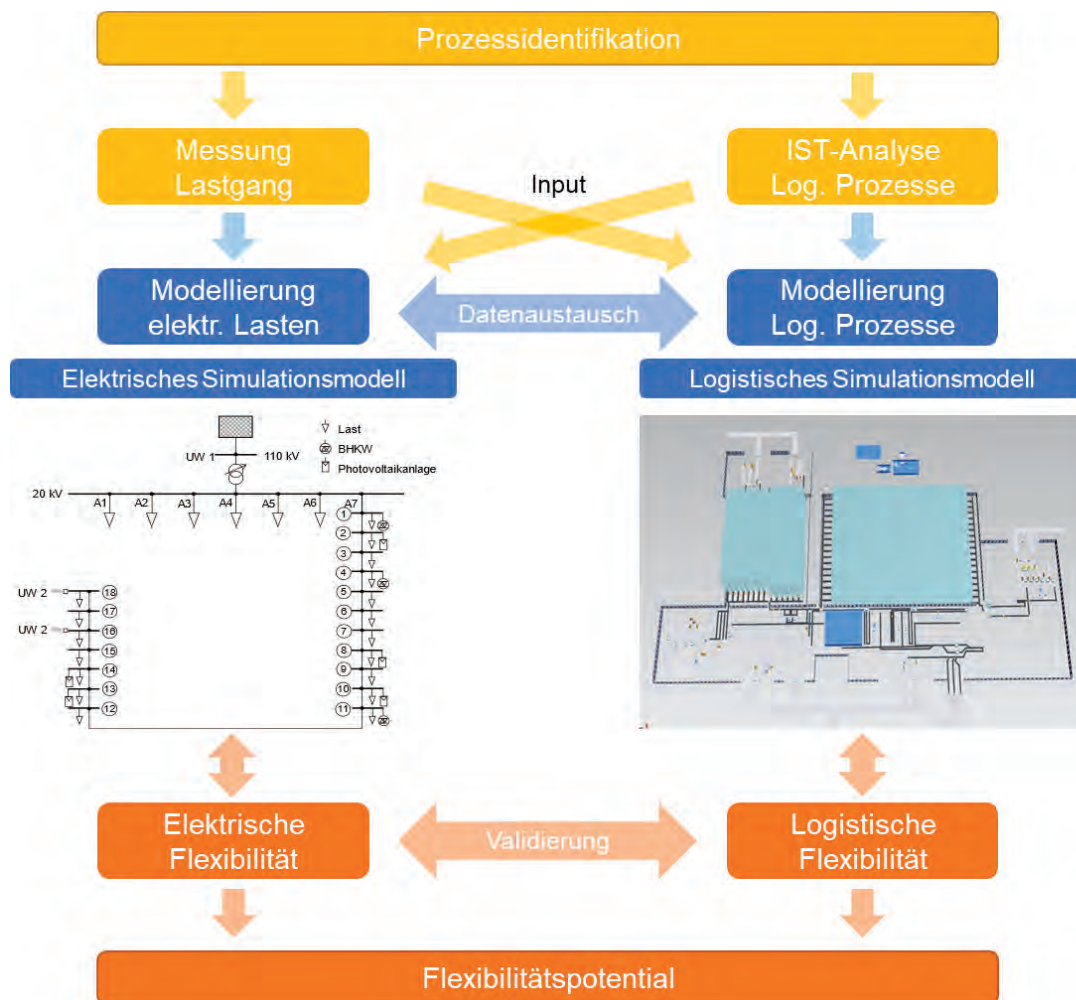 Prozessidentifikation
Messung
Lastgang
Input
IST-Analyse
Log. Prozesse
Modellierung
elektr. Lasten
Datenaustausch
Modellierung
Log. Prozesse
Elektrisches Simulationsmodell
Logistisches Simulationsmodell
UW 1
110 kV
Last
BHKW
Photovoltaikanlage
20 kV
A1
A2
A3
A4
A5
A6
A7
1
2
3
4
5
6
7
8
9
10
11
UW 2
18
17
UW 2
16
15
14
13
12
Elektrische
Flexibilität
Validierung
Logistische
Flexibilität
Flexibilitätspotential